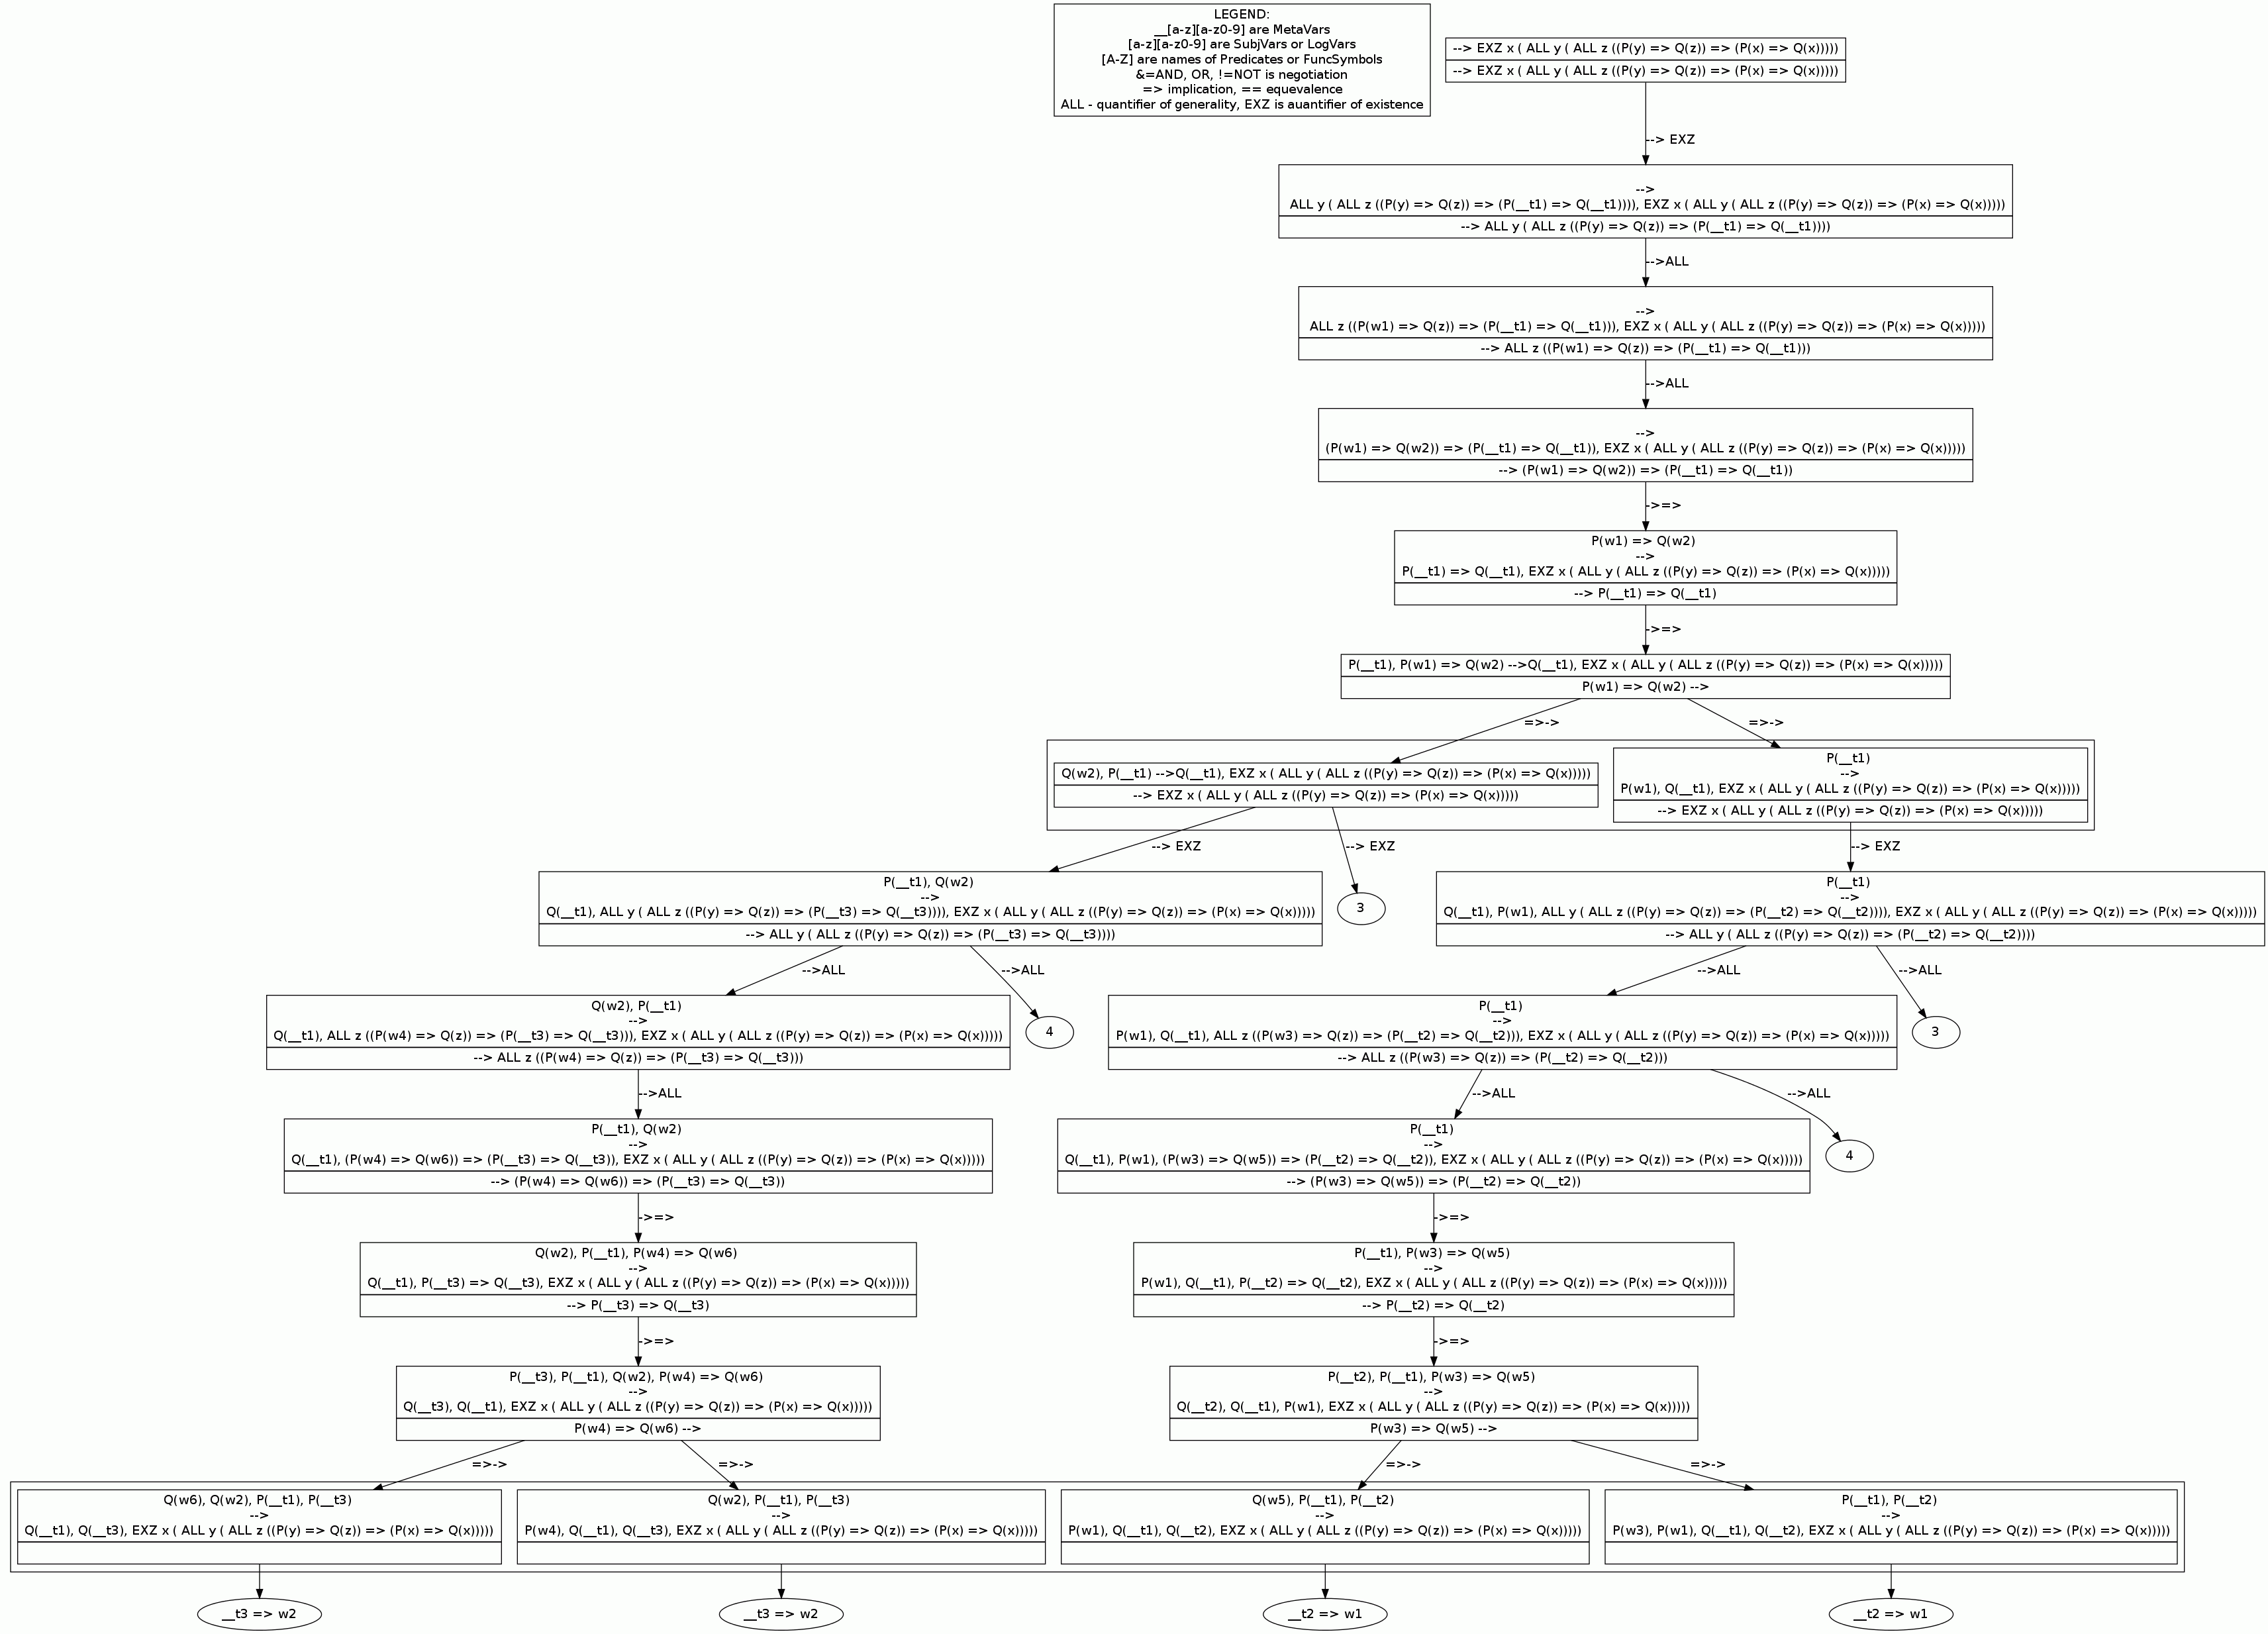 LEGEND:
__[a-z][a-z0-9] are MetaVars
[a-z][a-z0-9] are SubjVars or LogVars
[A-Z] are names of Predicates or FuncSymbols
&=AND, OR, !=NOT is negotiation
=> implication, == equevalence
ALL - quantifier of generality, EXZ is auantifier of existence
--> EXZ x ( ALL y ( ALL z ((P(y) => Q(z)) => (P(x) => Q(x)))))
--> EXZ x ( ALL y ( ALL z ((P(y) => Q(z)) => (P(x) => Q(x)))))
--> EXZ
-->
ALL y ( ALL z ((P(y) => Q(z)) => (P(__t1) => Q(__t1)))), EXZ x ( ALL y ( ALL z ((P(y) => Q(z)) => (P(x) => Q(x)))))
--> ALL y ( ALL z ((P(y) => Q(z)) => (P(__t1) => Q(__t1))))
-->ALL
-->
ALL z ((P(w1) => Q(z)) => (P(__t1) => Q(__t1))), EXZ x ( ALL y ( ALL z ((P(y) => Q(z)) => (P(x) => Q(x)))))
--> ALL z ((P(w1) => Q(z)) => (P(__t1) => Q(__t1)))
-->ALL
-->
(P(w1) => Q(w2)) => (P(__t1) => Q(__t1)), EXZ x ( ALL y ( ALL z ((P(y) => Q(z)) => (P(x) => Q(x)))))
--> (P(w1) => Q(w2)) => (P(__t1) => Q(__t1))
->=>
P(w1) => Q(w2)
-->
P(__t1) => Q(__t1), EXZ x ( ALL y ( ALL z ((P(y) => Q(z)) => (P(x) => Q(x)))))
--> P(__t1) => Q(__t1)
->=>
P(__t1), P(w1) => Q(w2) -->Q(__t1), EXZ x ( ALL y ( ALL z ((P(y) => Q(z)) => (P(x) => Q(x)))))
P(w1) => Q(w2) -->
=>->
=>->
Q(w2), P(__t1) -->Q(__t1), EXZ x ( ALL y ( ALL z ((P(y) => Q(z)) => (P(x) => Q(x)))))
--> EXZ x ( ALL y ( ALL z ((P(y) => Q(z)) => (P(x) => Q(x)))))
P(__t1)
-->
P(w1), Q(__t1), EXZ x ( ALL y ( ALL z ((P(y) => Q(z)) => (P(x) => Q(x)))))
--> EXZ x ( ALL y ( ALL z ((P(y) => Q(z)) => (P(x) => Q(x)))))
--> EXZ
--> EXZ
--> EXZ
P(__t1), Q(w2)
-->
Q(__t1), ALL y ( ALL z ((P(y) => Q(z)) => (P(__t3) => Q(__t3)))), EXZ x ( ALL y ( ALL z ((P(y) => Q(z)) => (P(x) => Q(x)))))
--> ALL y ( ALL z ((P(y) => Q(z)) => (P(__t3) => Q(__t3))))
3
P(__t1)
-->
Q(__t1), P(w1), ALL y ( ALL z ((P(y) => Q(z)) => (P(__t2) => Q(__t2)))), EXZ x ( ALL y ( ALL z ((P(y) => Q(z)) => (P(x) => Q(x)))))
--> ALL y ( ALL z ((P(y) => Q(z)) => (P(__t2) => Q(__t2))))
-->ALL
-->ALL
-->ALL
-->ALL
Q(w2), P(__t1)
-->
Q(__t1), ALL z ((P(w4) => Q(z)) => (P(__t3) => Q(__t3))), EXZ x ( ALL y ( ALL z ((P(y) => Q(z)) => (P(x) => Q(x)))))
--> ALL z ((P(w4) => Q(z)) => (P(__t3) => Q(__t3)))
4
P(__t1)
-->
P(w1), Q(__t1), ALL z ((P(w3) => Q(z)) => (P(__t2) => Q(__t2))), EXZ x ( ALL y ( ALL z ((P(y) => Q(z)) => (P(x) => Q(x)))))
--> ALL z ((P(w3) => Q(z)) => (P(__t2) => Q(__t2)))
3
-->ALL
-->ALL
-->ALL
P(__t1), Q(w2)
-->
Q(__t1), (P(w4) => Q(w6)) => (P(__t3) => Q(__t3)), EXZ x ( ALL y ( ALL z ((P(y) => Q(z)) => (P(x) => Q(x)))))
--> (P(w4) => Q(w6)) => (P(__t3) => Q(__t3))
P(__t1)
-->
Q(__t1), P(w1), (P(w3) => Q(w5)) => (P(__t2) => Q(__t2)), EXZ x ( ALL y ( ALL z ((P(y) => Q(z)) => (P(x) => Q(x)))))
--> (P(w3) => Q(w5)) => (P(__t2) => Q(__t2))
4
->=>
->=>
Q(w2), P(__t1), P(w4) => Q(w6)
-->
Q(__t1), P(__t3) => Q(__t3), EXZ x ( ALL y ( ALL z ((P(y) => Q(z)) => (P(x) => Q(x)))))
--> P(__t3) => Q(__t3)
P(__t1), P(w3) => Q(w5)
-->
P(w1), Q(__t1), P(__t2) => Q(__t2), EXZ x ( ALL y ( ALL z ((P(y) => Q(z)) => (P(x) => Q(x)))))
--> P(__t2) => Q(__t2)
->=>
->=>
P(__t3), P(__t1), Q(w2), P(w4) => Q(w6)
-->
Q(__t3), Q(__t1), EXZ x ( ALL y ( ALL z ((P(y) => Q(z)) => (P(x) => Q(x)))))
P(w4) => Q(w6) -->
P(__t2), P(__t1), P(w3) => Q(w5)
-->
Q(__t2), Q(__t1), P(w1), EXZ x ( ALL y ( ALL z ((P(y) => Q(z)) => (P(x) => Q(x)))))
P(w3) => Q(w5) -->
=>->
=>->
=>->
=>->
Q(w6), Q(w2), P(__t1), P(__t3)
-->
Q(__t1), Q(__t3), EXZ x ( ALL y ( ALL z ((P(y) => Q(z)) => (P(x) => Q(x)))))
Q(w2), P(__t1), P(__t3)
-->
P(w4), Q(__t1), Q(__t3), EXZ x ( ALL y ( ALL z ((P(y) => Q(z)) => (P(x) => Q(x)))))
Q(w5), P(__t1), P(__t2)
-->
P(w1), Q(__t1), Q(__t2), EXZ x ( ALL y ( ALL z ((P(y) => Q(z)) => (P(x) => Q(x)))))
P(__t1), P(__t2)
-->
P(w3), P(w1), Q(__t1), Q(__t2), EXZ x ( ALL y ( ALL z ((P(y) => Q(z)) => (P(x) => Q(x)))))
__t3 => w2
__t3 => w2
__t2 => w1
__t2 => w1